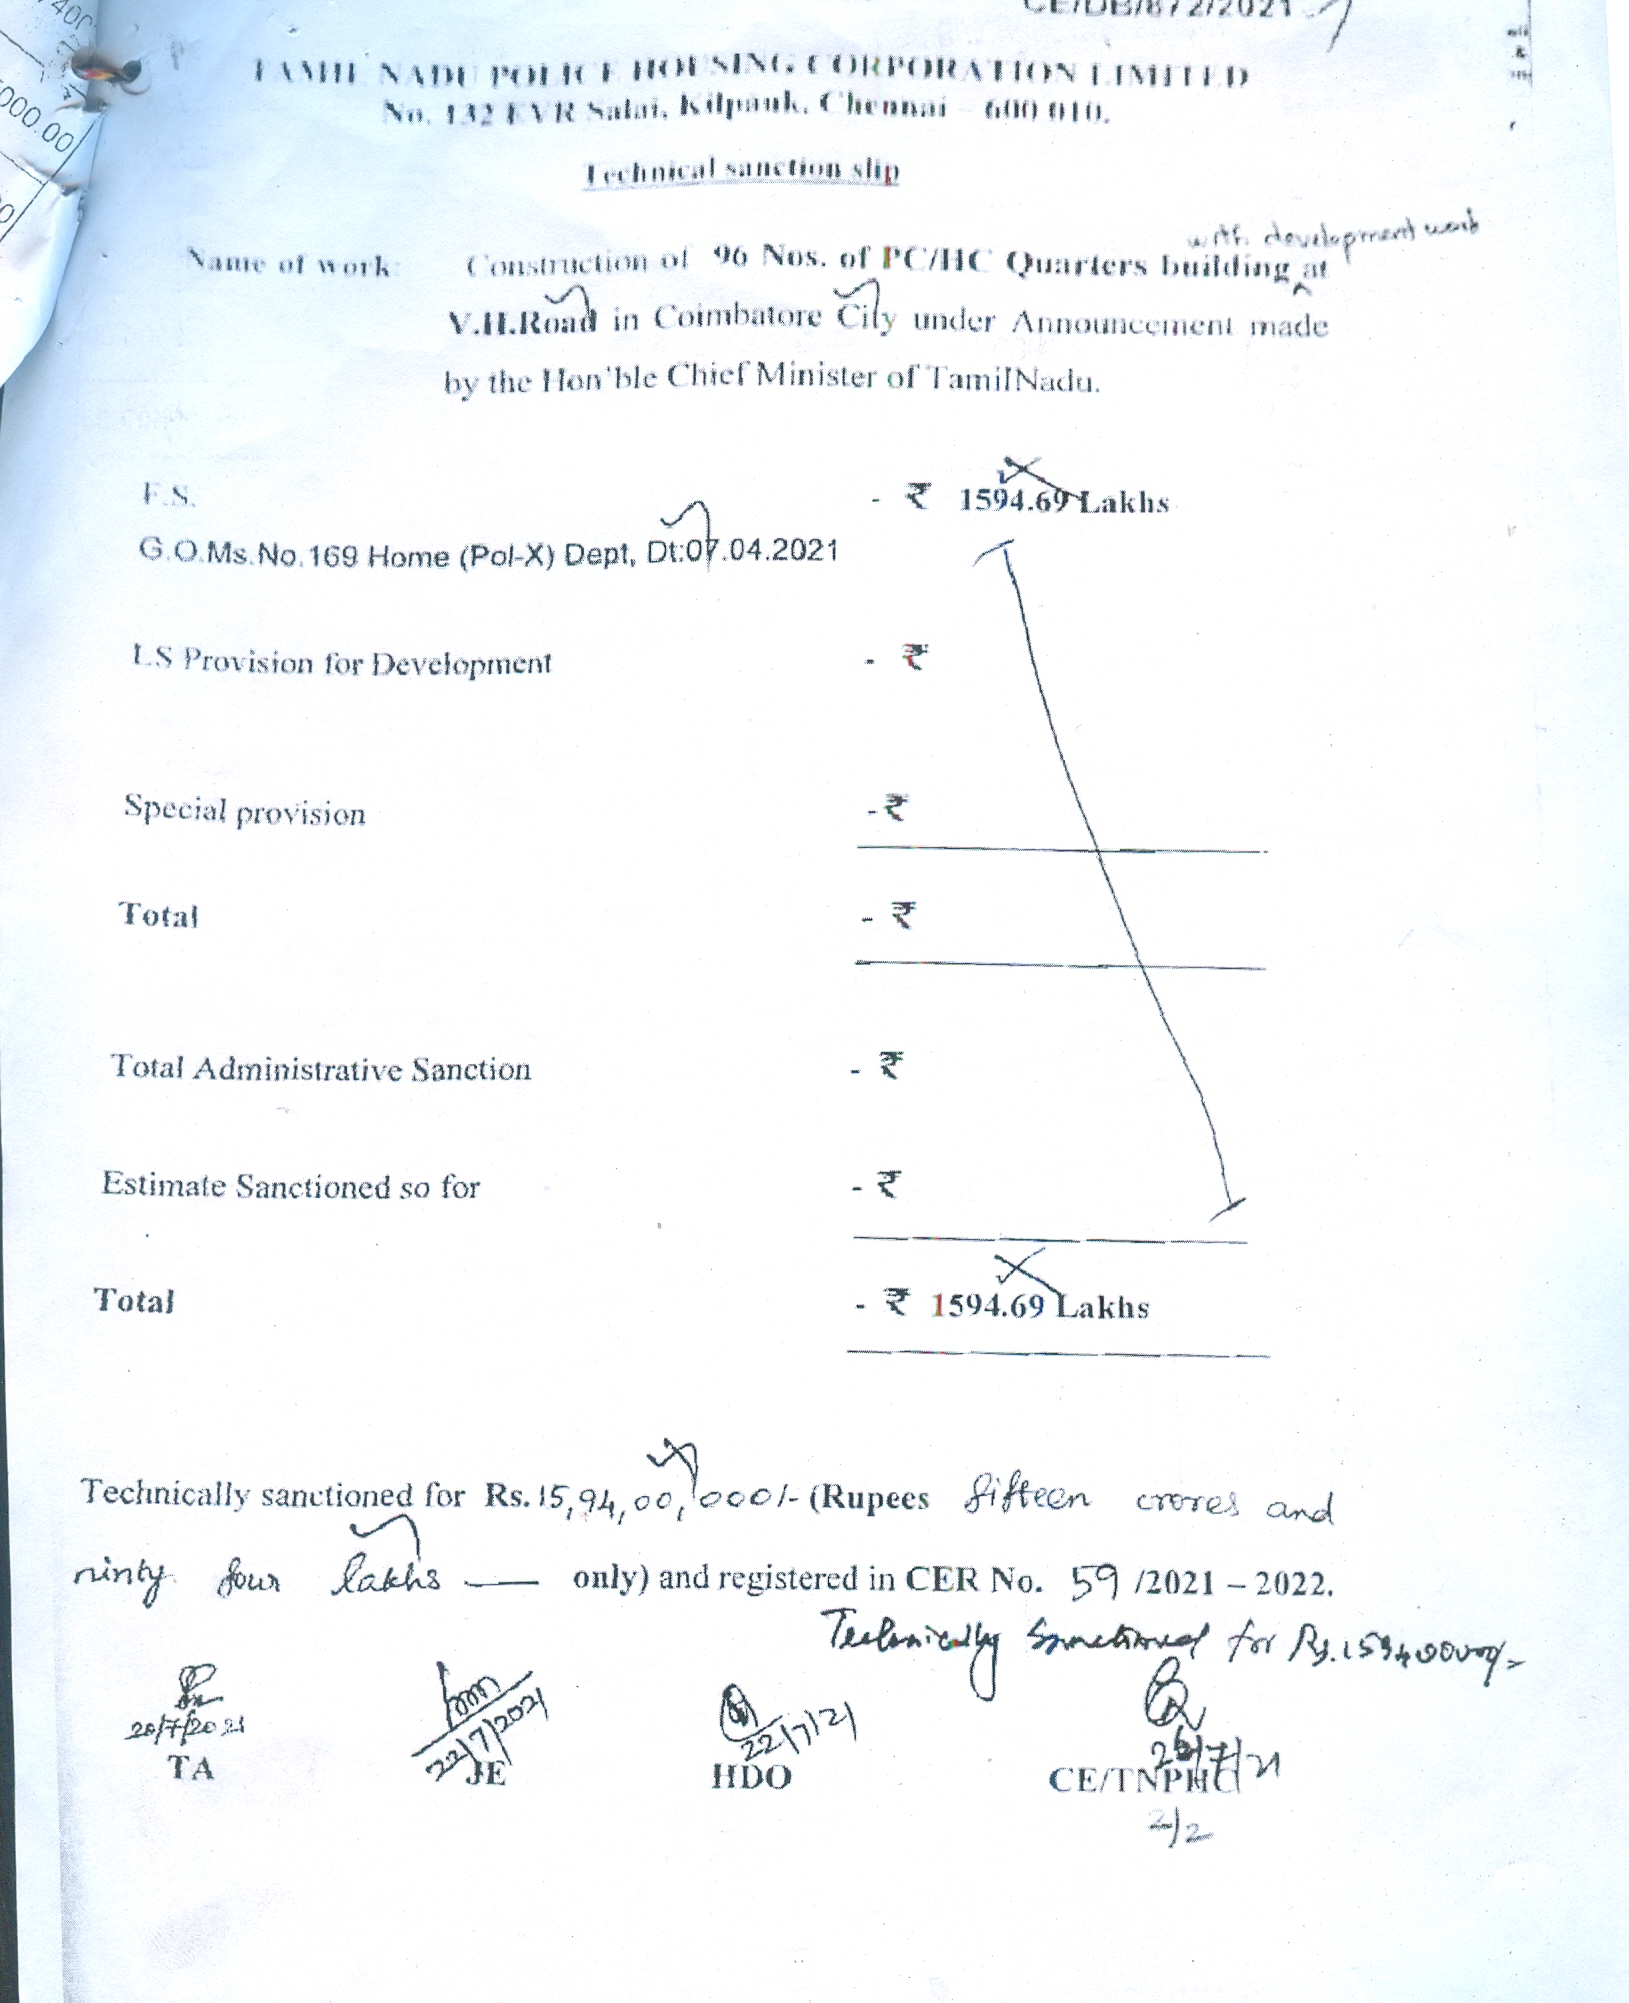 400
5000.00
CE/DB/872/2021
TAMIL NADU POLICE HOUSING CORPORATION LIMITED
No. 132 EVR Salai, Kilpauk, Chennai - 600 010.
Technical sanction slip
with development work
Name of work: Construction of 96 Nos. of PC/HC Quarters building at
V.H.Road in Coimbatore City under Announcement made
by the Hon'ble Chief Minister of TamilNadu.
F.S. - ₹ 1594.69 Lakhs
G.O.Ms.No.169 Home (Pol-X) Dept, Dt:07.04.2021
LS Provision for Development - ₹
Special provision - ₹
Total - ₹
Total Administrative Sanction - ₹
Estimate Sanctioned so for - ₹
Total - ₹ 1594.69 Lakhs
Technically sanctioned for Rs.15,94,00,000/- (Rupees fifteen crores and
ninty four lakhs — only) and registered in CER No. 59 /2021 – 2022.
Technically Sanctioned for Rs.159400000/-
20/7/2021 22/7/2021 22/7/21 26/7/21
TA JE HDO CE/TNPHC
2/2